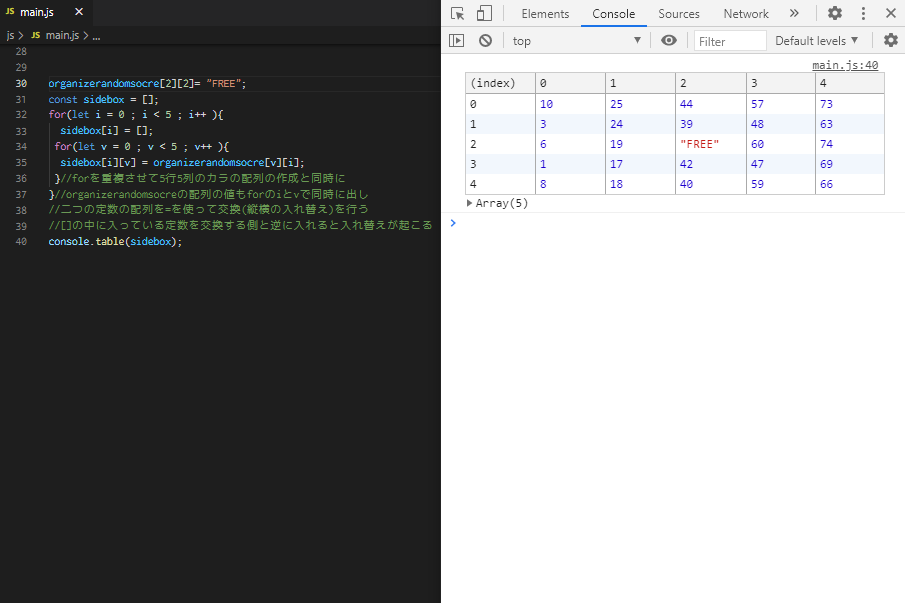 JS main.js ×
js > JS main.js > ...
28
29
30 organizerandomsocre[2][2]= "FREE";
31 const sidebox = [];
32 for(let i = 0 ; i < 5 ; i++ ){
33 sidebox[i] = [];
34 for(let v = 0 ; v < 5 ; v++ ){
35 sidebox[i][v] = organizerandomsocre[v][i];
36 }//forを重複させて5行5列のカラの配列の作成と同時に
37 }//organizerandomsocreの配列の値もforのiとvで同時に出し
38 //二つの定数の配列を=を使って交換(縦横の入れ替え)を行う
39 //[]の中に入っている定数を交換する側と逆に入れると入れ替えが起こる
40 console.table(sidebox);
Elements Console Sources Network »
top Filter Default levels
main.js:40
(index) 0 1 2 3 4
0 10 25 44 57 73
1 3 24 39 48 63
2 6 19 "FREE" 60 74
3 1 17 42 47 69
4 8 18 40 59 66
Array(5)
>